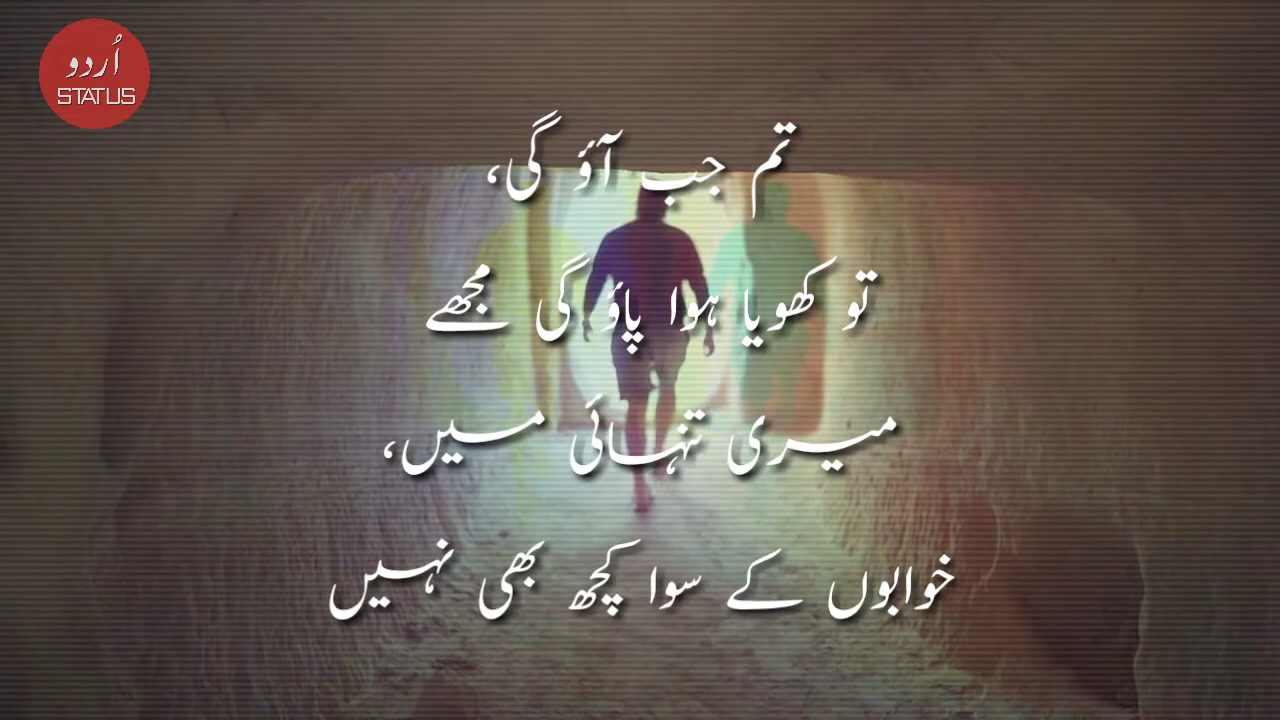 اُردو
STATUS
تم جب آؤ گی،
تو کھویا ہوا پاؤ گی مجھے
میری تنہائی میں،
خوابوں کے سوا کچھ بھی نہیں